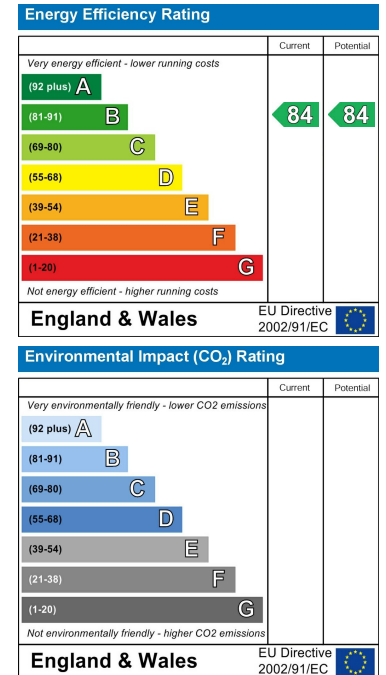 Energy Efficiency Rating
Current Potential
Very energy efficient - lower running costs
(92 plus) A
(81-91) B 84 84
(69-80) C
(55-68) D
(39-54) E
(21-38) F
(1-20) G
Not energy efficient - higher running costs
England & Wales
EU Directive
2002/91/EC
Environmental Impact (CO₂) Rating
Current Potential
Very environmentally friendly - lower CO2 emissions
(92 plus) A
(81-91) B
(69-80) C
(55-68) D
(39-54) E
(21-38) F
(1-20) G
Not environmentally friendly - higher CO2 emissions
England & Wales
EU Directive
2002/91/EC